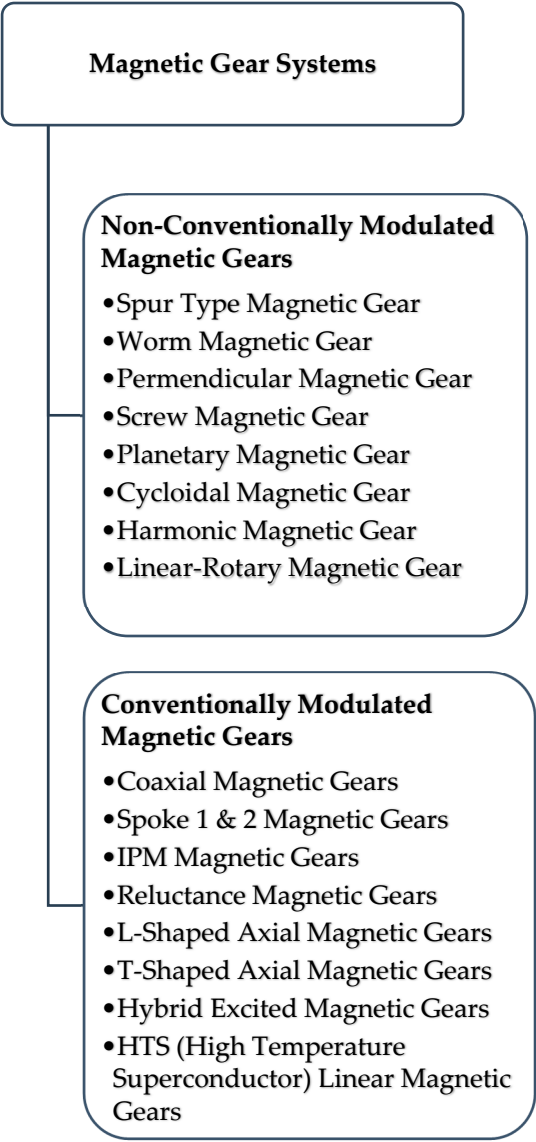 Magnetic Gear Systems
Non-Conventionally Modulated
Magnetic Gears
•Spur Type Magnetic Gear
•Worm Magnetic Gear
•Permendicular Magnetic Gear
•Screw Magnetic Gear
•Planetary Magnetic Gear
•Cycloidal Magnetic Gear
•Harmonic Magnetic Gear
•Linear-Rotary Magnetic Gear
Conventionally Modulated
Magnetic Gears
•Coaxial Magnetic Gears
•Spoke 1 & 2 Magnetic Gears
•IPM Magnetic Gears
•Reluctance Magnetic Gears
•L-Shaped Axial Magnetic Gears
•T-Shaped Axial Magnetic Gears
•Hybrid Excited Magnetic Gears
•HTS (High Temperature
Superconductor) Linear Magnetic
Gears